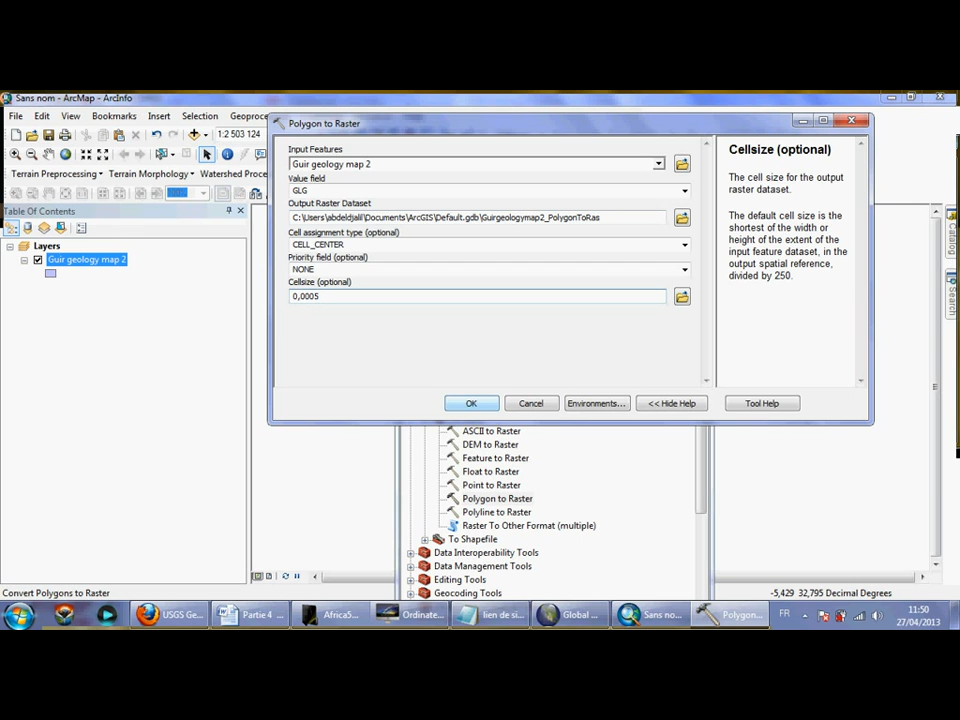 Sans nom - ArcMap - ArcInfo
File Edit View Bookmarks Insert Selection Geoproce
1:2 503 124
Terrain Preprocessing Terrain Morphology Watershed Proce
Table Of Contents
Layers
Guir geology map 2
Polygon to Raster
Input Features
Guir geology map 2
Value field
GLG
Output Raster Dataset
C:\Users\abdeldjalil\Documents\ArcGIS\Default.gdb\Guirgeologymap2_PolygonToRas
Cell assignment type (optional)
CELL_CENTER
Priority field (optional)
NONE
Cellsize (optional)
0,0005
OK Cancel Environments... << Hide Help Tool Help
Cellsize (optional)
The cell size for the output
raster dataset.
The default cell size is the
shortest of the width or
height of the extent of the
input feature dataset, in the
output spatial reference,
divided by 250.
Catalog
Search
ASCII to Raster
DEM to Raster
Feature to Raster
Float to Raster
Point to Raster
Polygon to Raster
Polyline to Raster
Raster To Other Format (multiple)
To Shapefile
Data Interoperability Tools
Data Management Tools
Editing Tools
Geocoding Tools
Convert Polygons to Raster
-5,429 32,795 Decimal Degrees
USGS Ge... Partie 4 ... Africa5... Ordinate... lien de si... Global ... Sans no... Polygon...
FR
11:50
27/04/2013